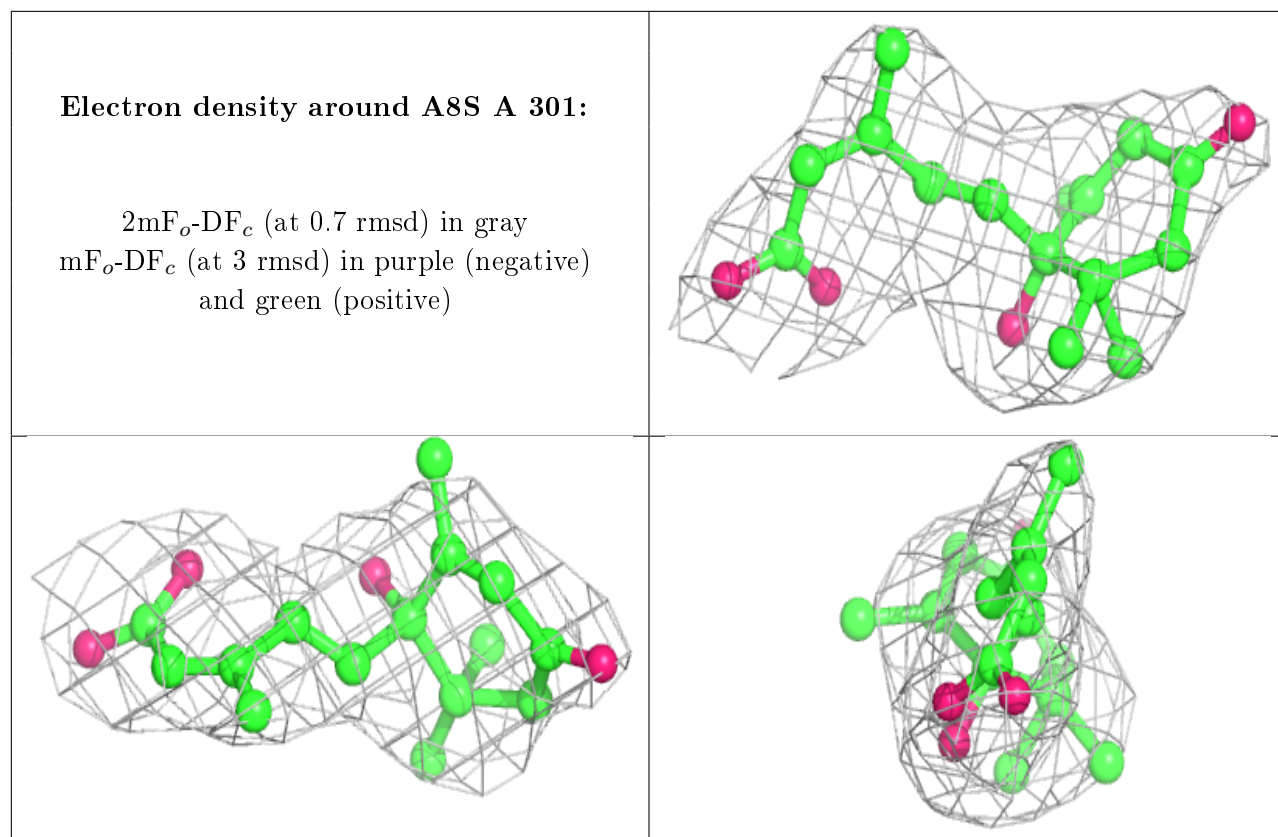 Electron density around A8S A 301:
2mFo-DFc (at 0.7 rmsd) in gray
mFo-DFc (at 3 rmsd) in purple (negative)
and green (positive)